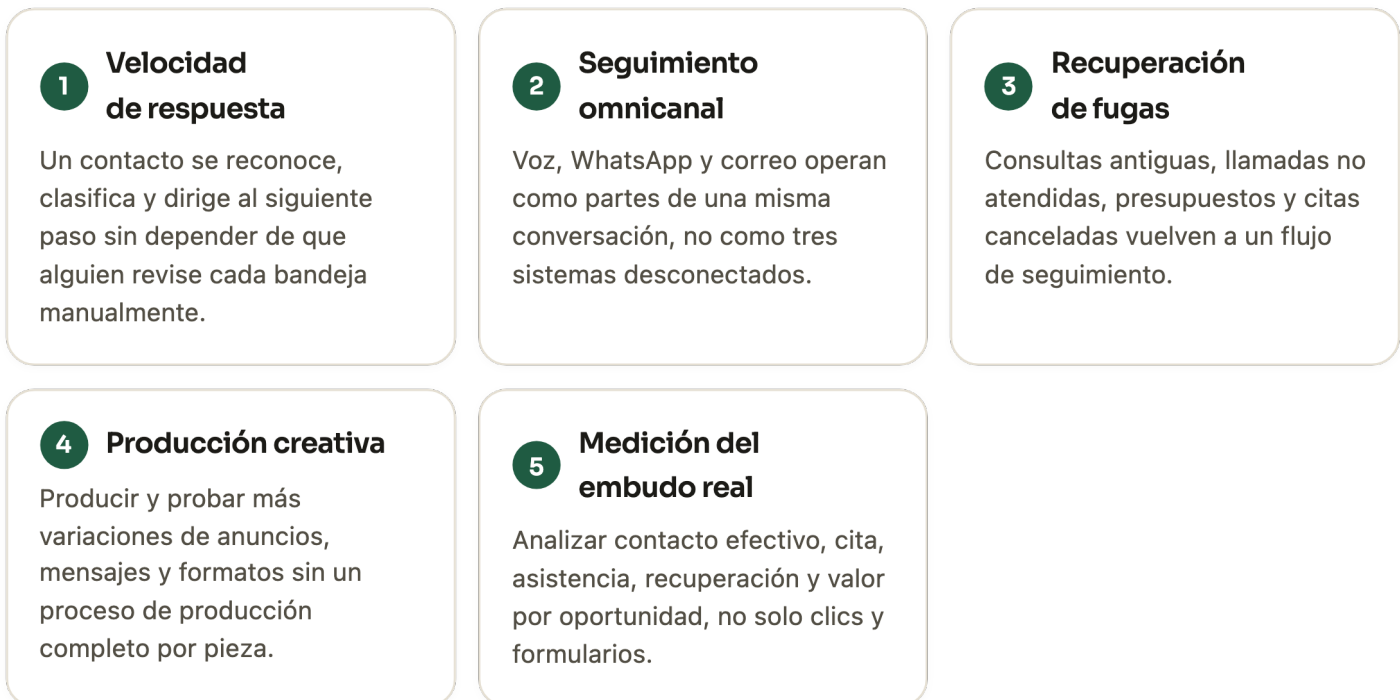 1
Velocidad
de respuesta
Un contacto se reconoce,
clasifica y dirige al siguiente
paso sin depender de que
alguien revise cada bandeja
manualmente.
2
Seguimiento
omnicanal
Voz, WhatsApp y correo operan
como partes de una misma
conversación, no como tres
sistemas desconectados.
3
Recuperación
de fugas
Consultas antiguas, llamadas no
atendidas, presupuestos y citas
canceladas vuelven a un flujo
de seguimiento.
4
Producción creativa
Producir y probar más
variaciones de anuncios,
mensajes y formatos sin un
proceso de producción
completo por pieza.
5
Medición del
embudo real
Analizar contacto efectivo, cita,
asistencia, recuperación y valor
por oportunidad, no solo clics y
formularios.